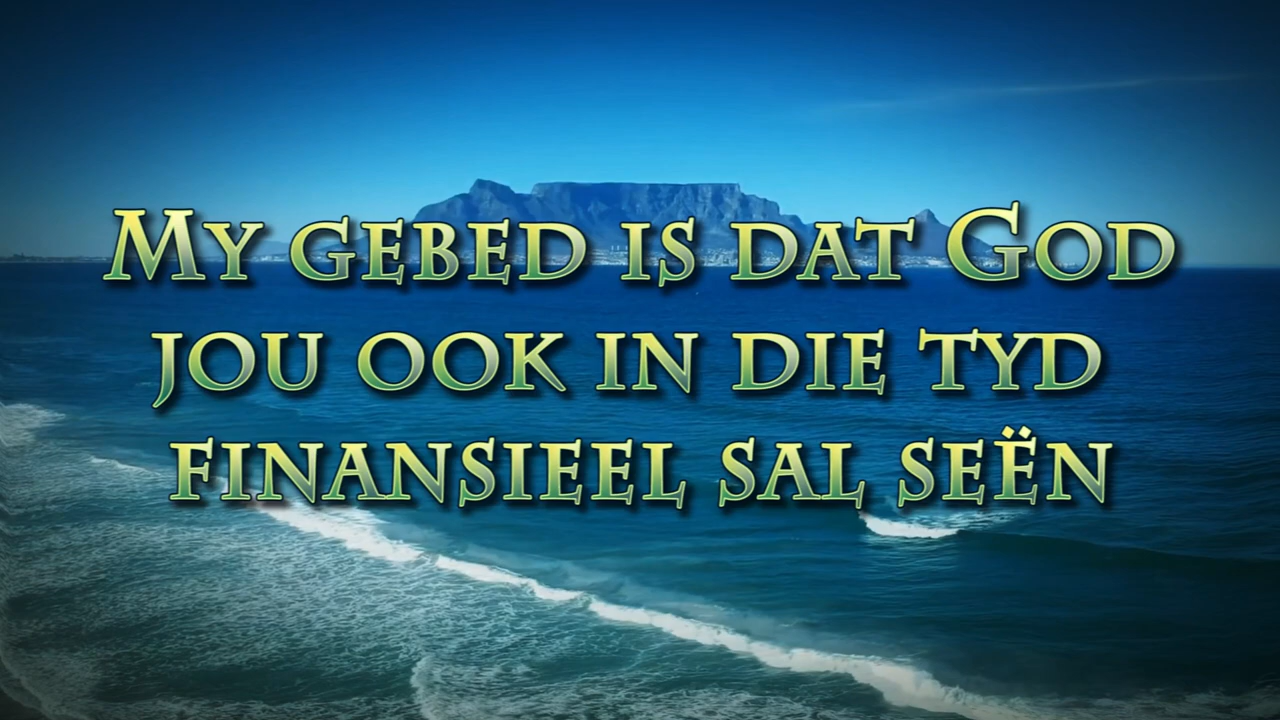 My gebed is dat God
jou ook in die tyd
finansieel sal seën